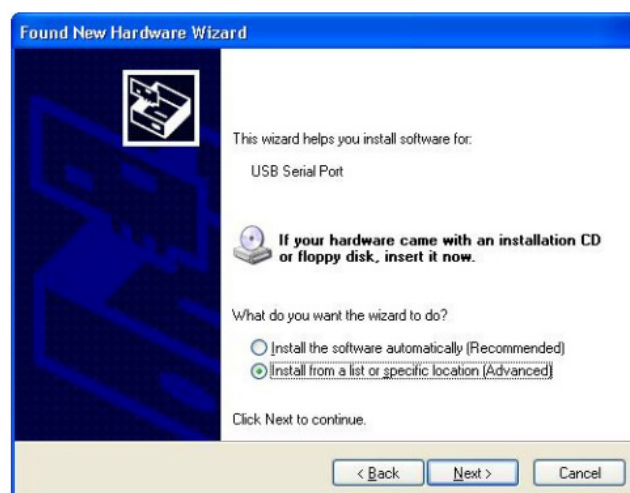 Found New Hardware Wizard
This wizard helps you install software for:
USB Serial Port
If your hardware came with an installation CD
or floppy disk, insert it now.
What do you want the wizard to do?
Install the software automatically (Recommended)
Install from a list or specific location (Advanced)
Click Next to continue.
< Back Next > Cancel